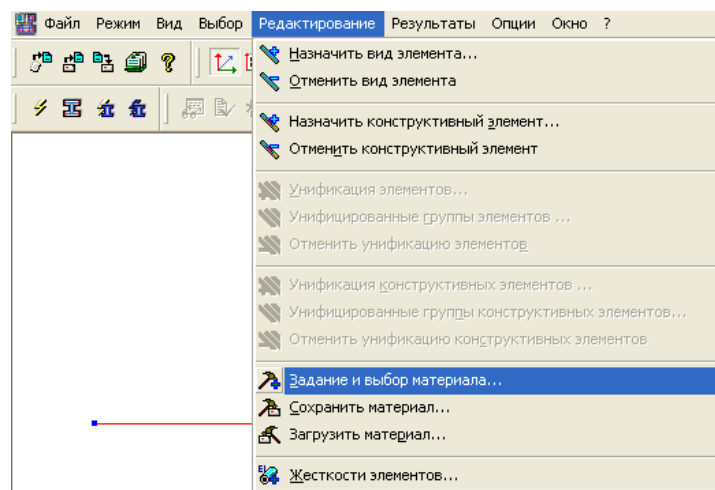 Файл Режим Вид Выбор Редактирование Результаты Опции Окно ?
Назначить вид элемента...
Отменить вид элемента
Назначить конструктивный элемент...
Отменить конструктивный элемент
Унификация элементов...
Унифицированные группы элементов ...
Отменить унификацию элементов
Унификация конструктивных элементов ...
Унифицированные группы конструктивных элементов...
Отменить унификацию конструктивных элементов
Задание и выбор материала...
Сохранить материал...
Загрузить материал...
Жесткости элементов...